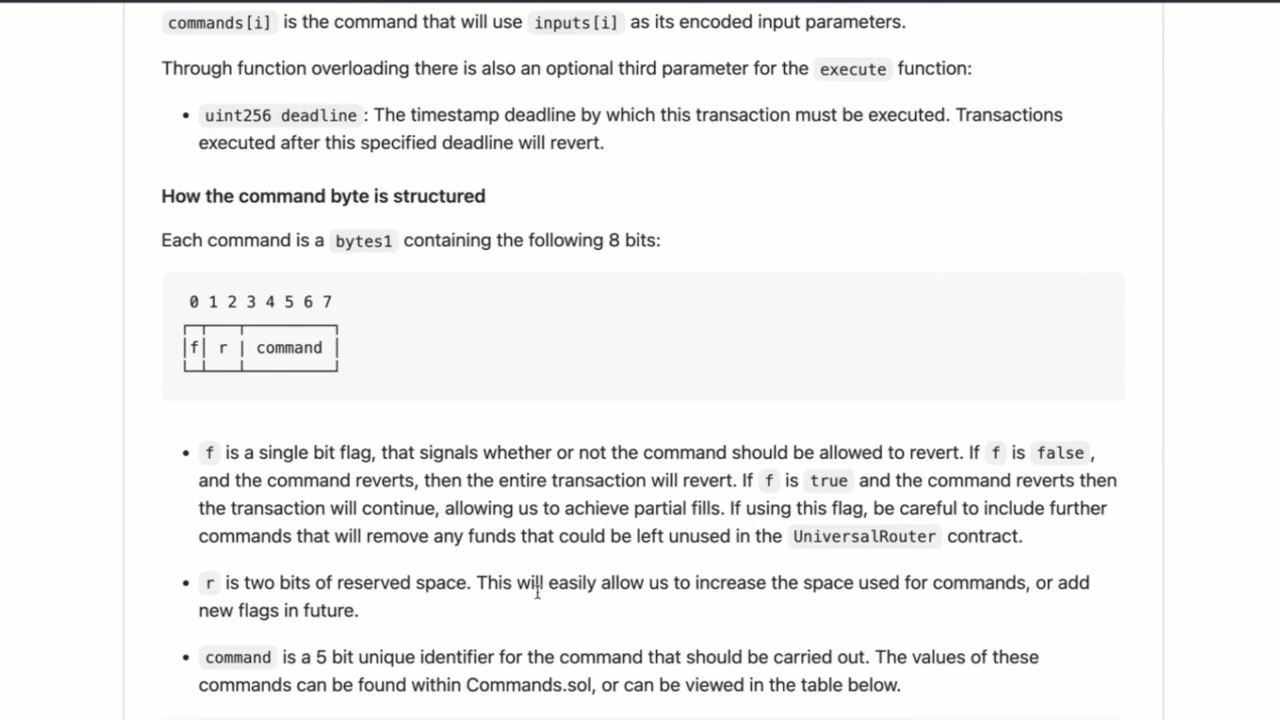 commands[i] is the command that will use inputs[i] as its encoded input parameters.
Through function overloading there is also an optional third parameter for the execute function:
• uint256 deadline : The timestamp deadline by which this transaction must be executed. Transactions
executed after this specified deadline will revert.
How the command byte is structured
Each command is a bytes1 containing the following 8 bits:
0 1 2 3 4 5 6 7
|f| r | command |
• f is a single bit flag, that signals whether or not the command should be allowed to revert. If f is false ,
and the command reverts, then the entire transaction will revert. If f is true and the command reverts then
the transaction will continue, allowing us to achieve partial fills. If using this flag, be careful to include further
commands that will remove any funds that could be left unused in the UniversalRouter contract.
• r is two bits of reserved space. This will easily allow us to increase the space used for commands, or add
new flags in future.
• command is a 5 bit unique identifier for the command that should be carried out. The values of these
commands can be found within Commands.sol, or can be viewed in the table below.